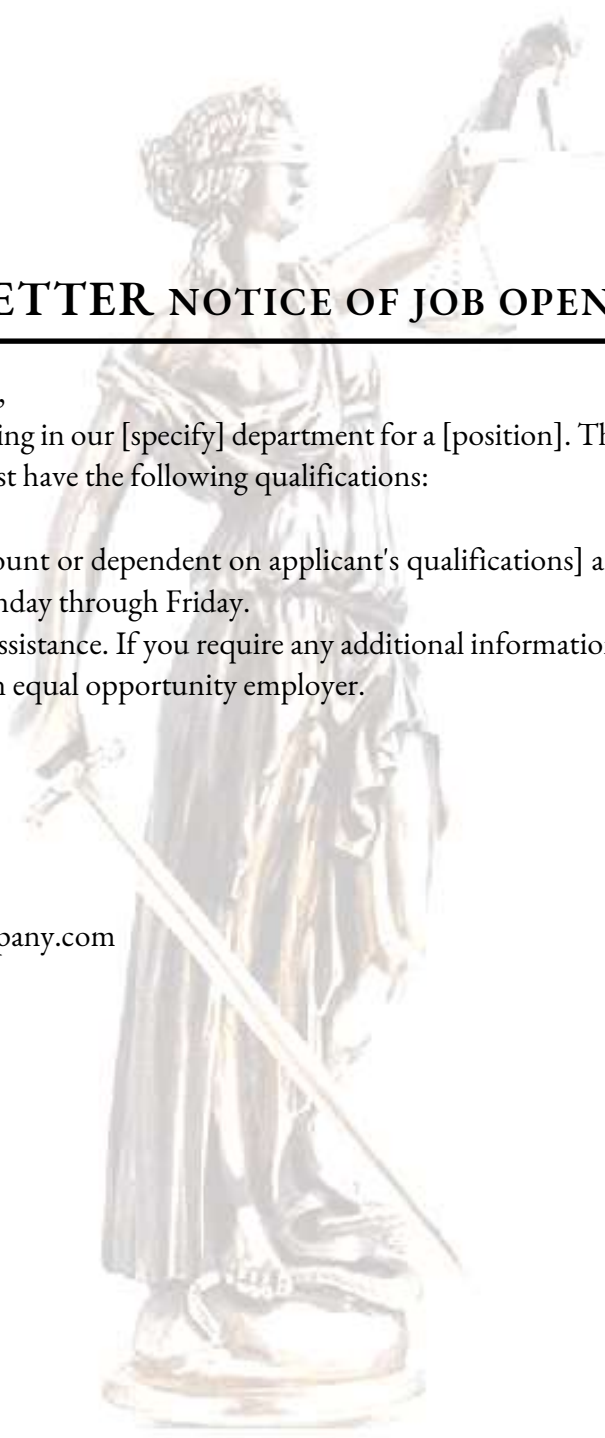 ETTER NOTICE OF JOB OPEN
,
ing in our [specify] department for a [position]. Th
st have the following qualifications:
ount or dependent on applicant's qualifications] a
nday through Friday.
ssistance. If you require any additional informatio
n equal opportunity employer.
pany.com